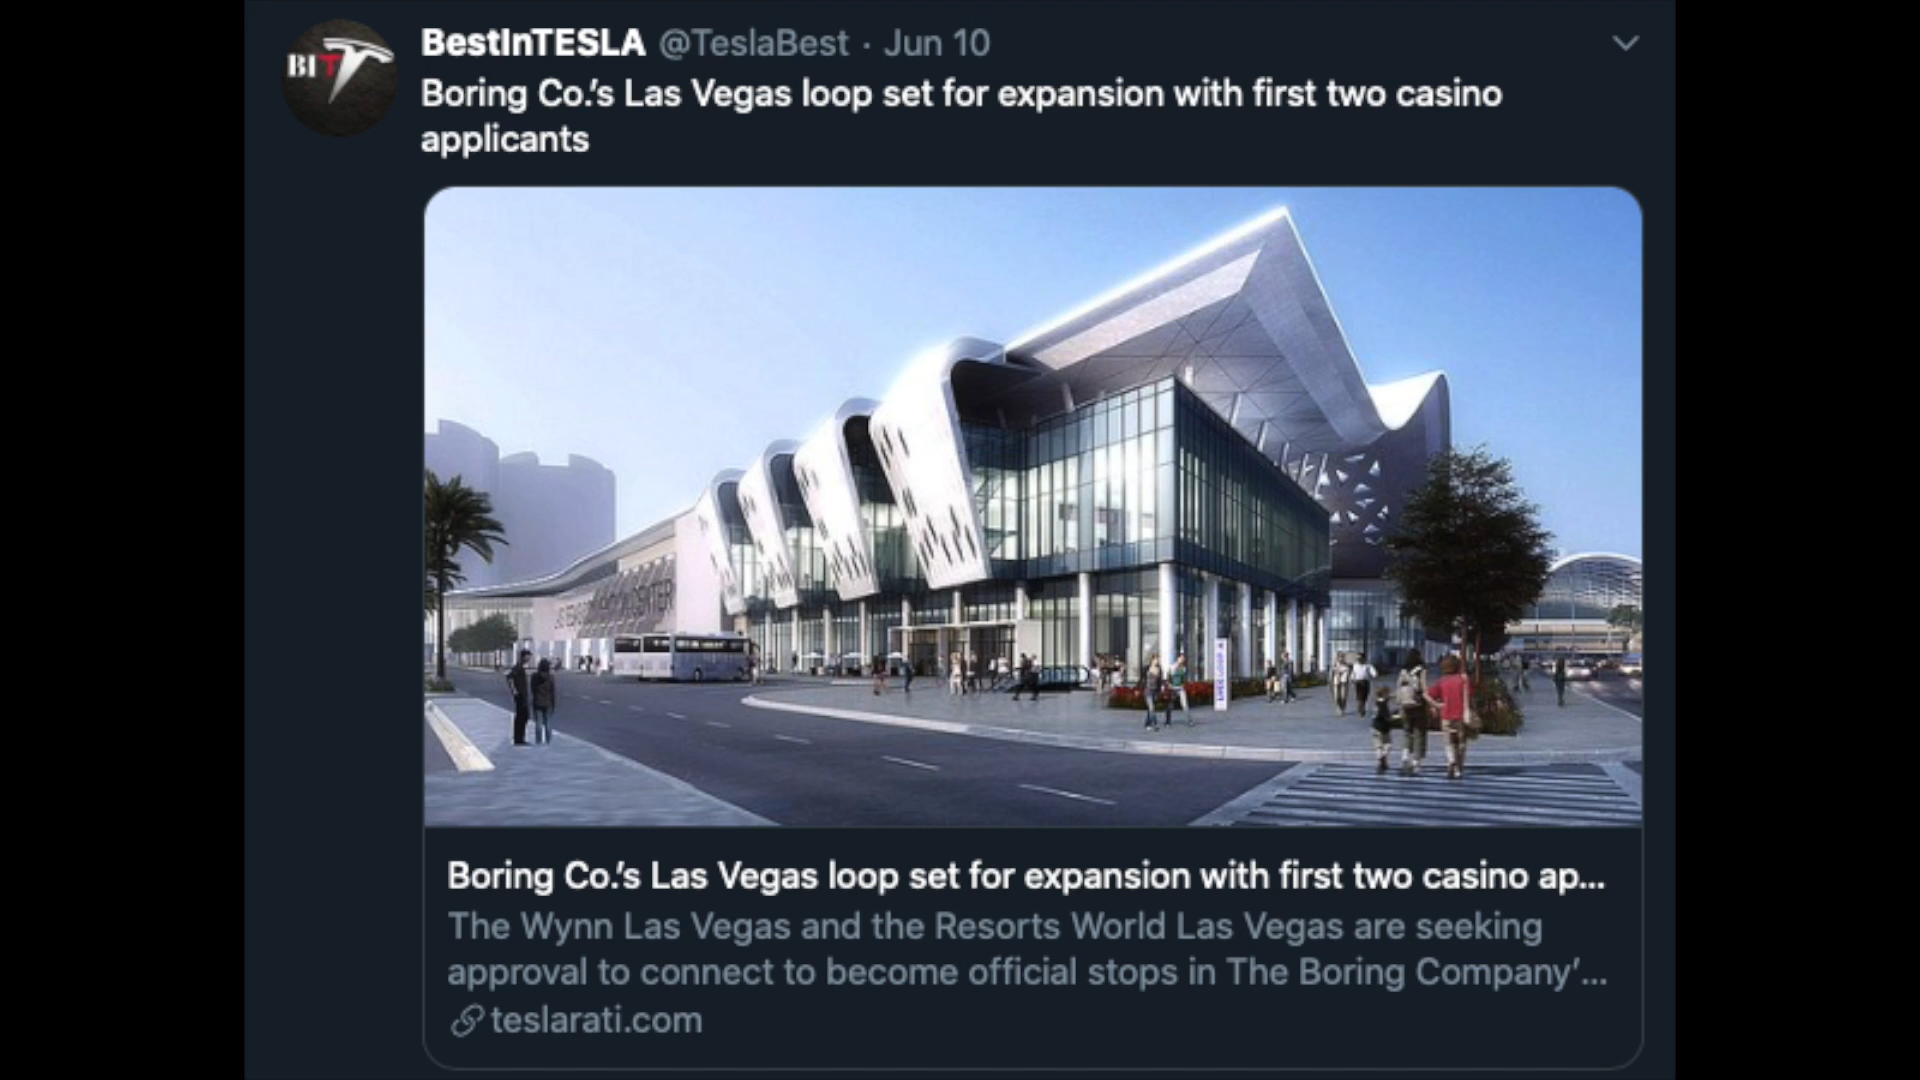 BIT
BestInTESLA @TeslaBest · Jun 10
Boring Co.'s Las Vegas loop set for expansion with first two casino
applicants
Boring Co.'s Las Vegas loop set for expansion with first two casino ap...
The Wynn Las Vegas and the Resorts World Las Vegas are seeking
approval to connect to become official stops in The Boring Company'...
teslarati.com